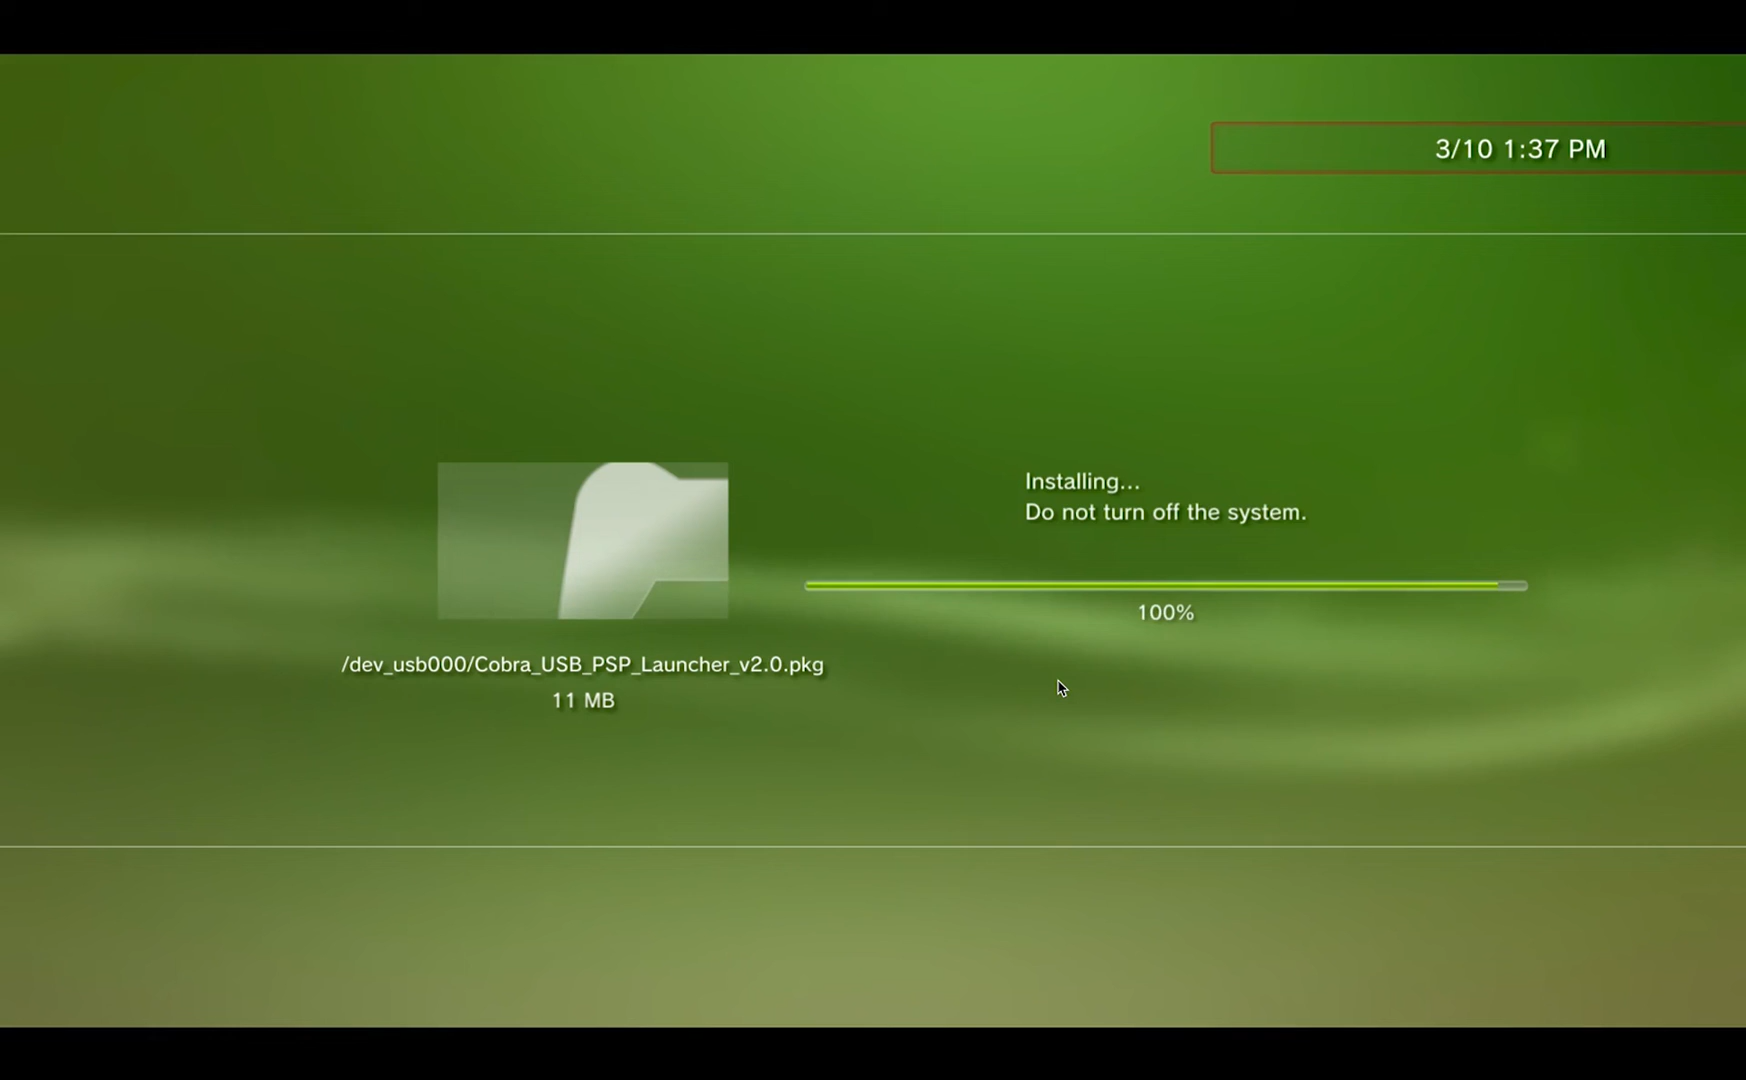 3/10 1:37 PM
Installing...
Do not turn off the system.
100%
/dev_usb000/Cobra_USB_PSP_Launcher_v2.0.pkg
11 MB